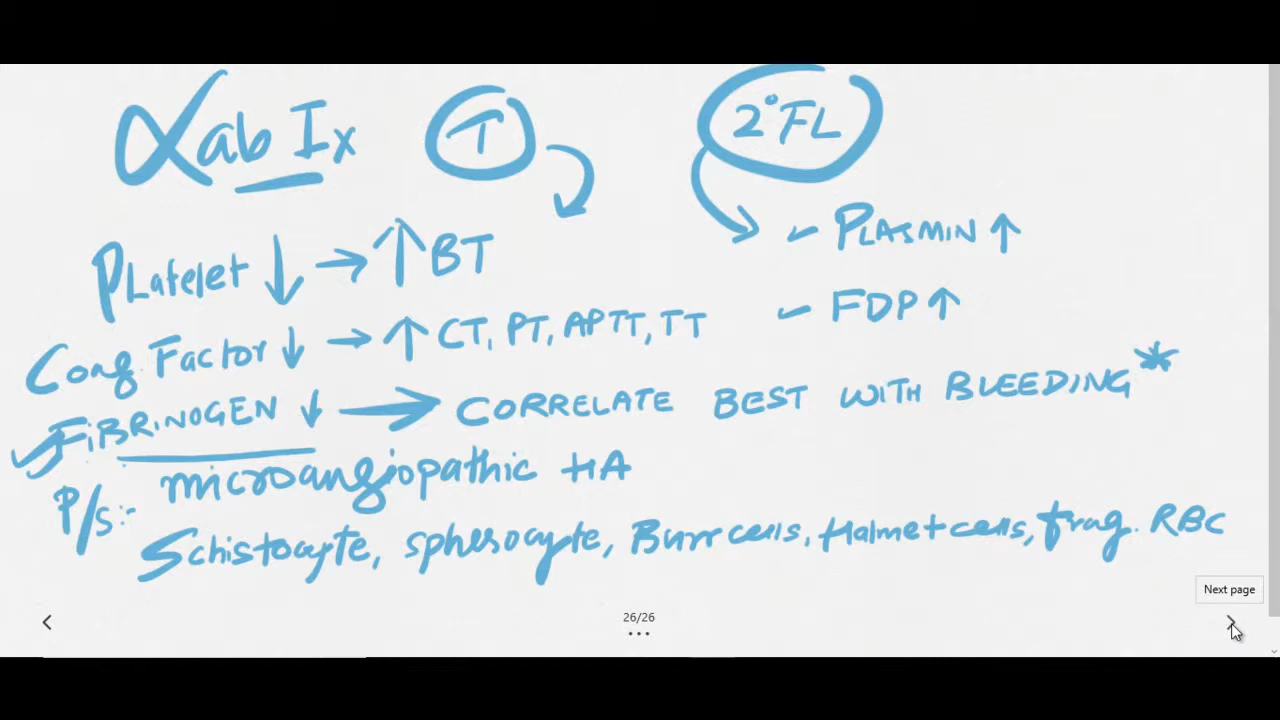 Lab Ix T 2° FL
Platelet ↓ → ↑ BT ✓ PLASMIN ↑
Coag. Factor ↓ → ↑ CT, PT, APTT, TT ✓ FDP ↑
✓ FiBRINOGEN ↓ → CORRELATE BEST WITH BLEEDING *
P/s:- microangiopathic HA
Schistocyte, spherocyte, Burr cells, Halmet cells, frag. RBC
Next page
26/26